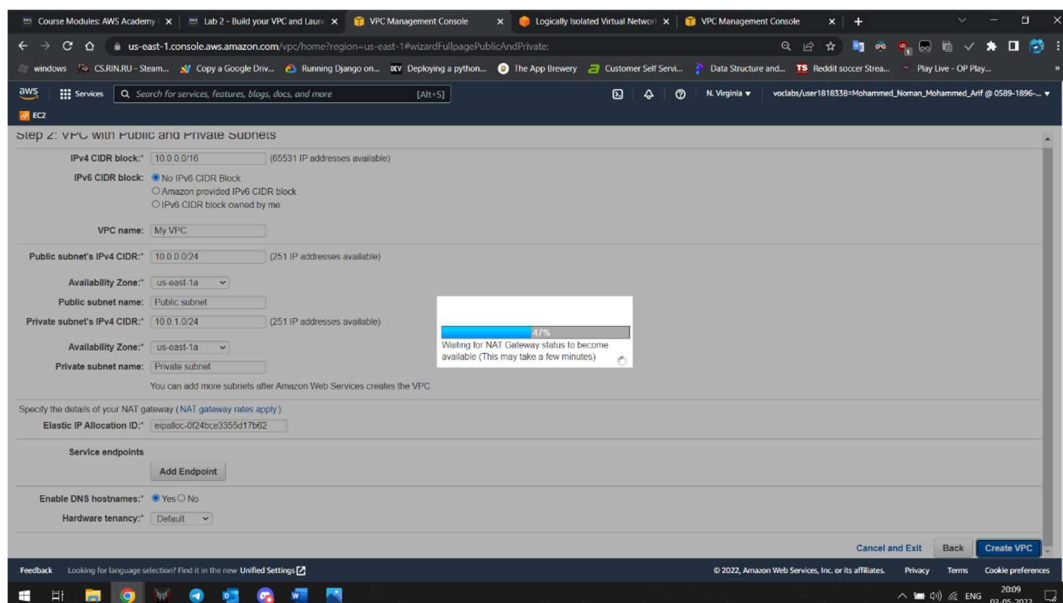 Course Modules: AWS Academy
Lab 2 - Build your VPC and Launc
VPC Management Console
Logically Isolated Virtual Network
VPC Management Console
us-east-1.console.aws.amazon.com/vpc/home?region=us-east-1#wizardFullpagePublicAndPrivate:
windows
CS.RIN.RU - Steam...
Copy a Google Driv...
Running Django on...
DEV Deploying a python...
The App Brewery
Customer Self Servi...
Data Structure and...
TS Reddit soccer Strea...
Play Live - OP Play...
aws
Services
Search for services, features, blogs, docs, and more
[Alt+S]
N. Virginia
voclabs/user1818338=Mohammed_Noman_Mohammed_Arif @ 0589-1896-...
EC2
Step 2: VPC with Public and Private Subnets
IPv4 CIDR block:* 10.0.0.0/16 (65531 IP addresses available)
IPv6 CIDR block: No IPv6 CIDR Block
Amazon provided IPv6 CIDR block
IPv6 CIDR block owned by me
VPC name: My VPC
Public subnet's IPv4 CIDR:* 10.0.0.0/24 (251 IP addresses available)
Availability Zone:* us-east-1a
Public subnet name: Public subnet
Private subnet's IPv4 CIDR:* 10.0.1.0/24 (251 IP addresses available)
Availability Zone:* us-east-1a
Private subnet name: Private subnet
You can add more subnets after Amazon Web Services creates the VPC
47%
Waiting for NAT Gateway status to become
available (This may take a few minutes)
Specify the details of your NAT gateway (NAT gateway rates apply).
Elastic IP Allocation ID:* eipalloc-0f24bce3355d17b62
Service endpoints
Add Endpoint
Enable DNS hostnames:* Yes No
Hardware tenancy:* Default
Cancel and Exit Back Create VPC
Feedback Looking for language selection? Find it in the new Unified Settings
© 2022, Amazon Web Services, Inc. or its affiliates. Privacy Terms Cookie preferences
ENG
20:09
03-05-2022